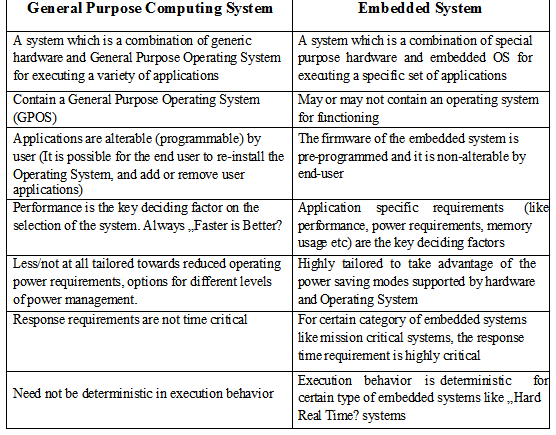 General Purpose Computing System
Embedded System
A system which is a combination of generic
hardware and General Purpose Operating System
for executing a variety of applications
A system which is a combination of special
purpose hardware and embedded OS for
executing a specific set of applications
Contain a General Purpose Operating System
(GPOS)
May or may not contain an operating system
for functioning
Applications are alterable (programmable) by
user (It is possible for the end user to re-install the
Operating System, and add or remove user
applications)
The firmware of the embedded system is
pre-programmed and it is non-alterable by
end-user
Performance is the key deciding factor on the
selection of the system. Always „Faster is Better?
Application specific requirements (like
performance, power requirements, memory
usage etc) are the key deciding factors
Less/not at all tailored towards reduced operating
power requirements, options for different levels
of power management.
Highly tailored to take advantage of the
power saving modes supported by hardware
and Operating System
Response requirements are not time critical
For certain category of embedded systems
like mission critical systems, the response
time requirement is highly critical
Need not be deterministic in execution behavior
Execution behavior is deterministic for
certain type of embedded systems like „Hard
Real Time? systems